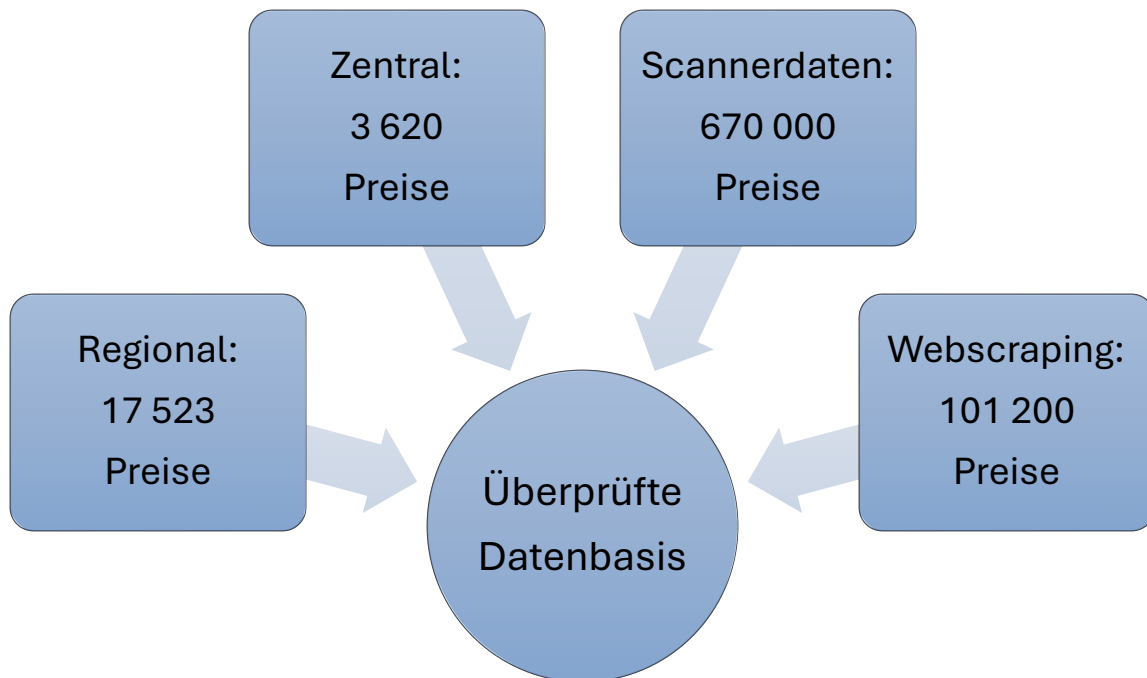 Zentral:
3 620
Preise
Scannerdaten:
670 000
Preise
Regional:
17 523
Preise
Webscraping:
101 200
Preise
Überprüfte
Datenbasis